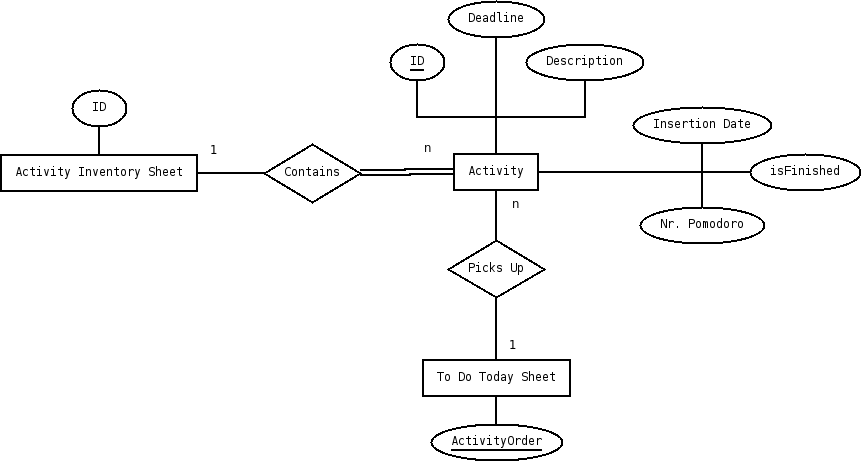 Deadline
ID
Description
ID
Insertion Date
1
n
Activity Inventory Sheet
Contains
Activity
isFinished
n
Nr. Pomodoro
Picks Up
1
To Do Today Sheet
ActivityOrder